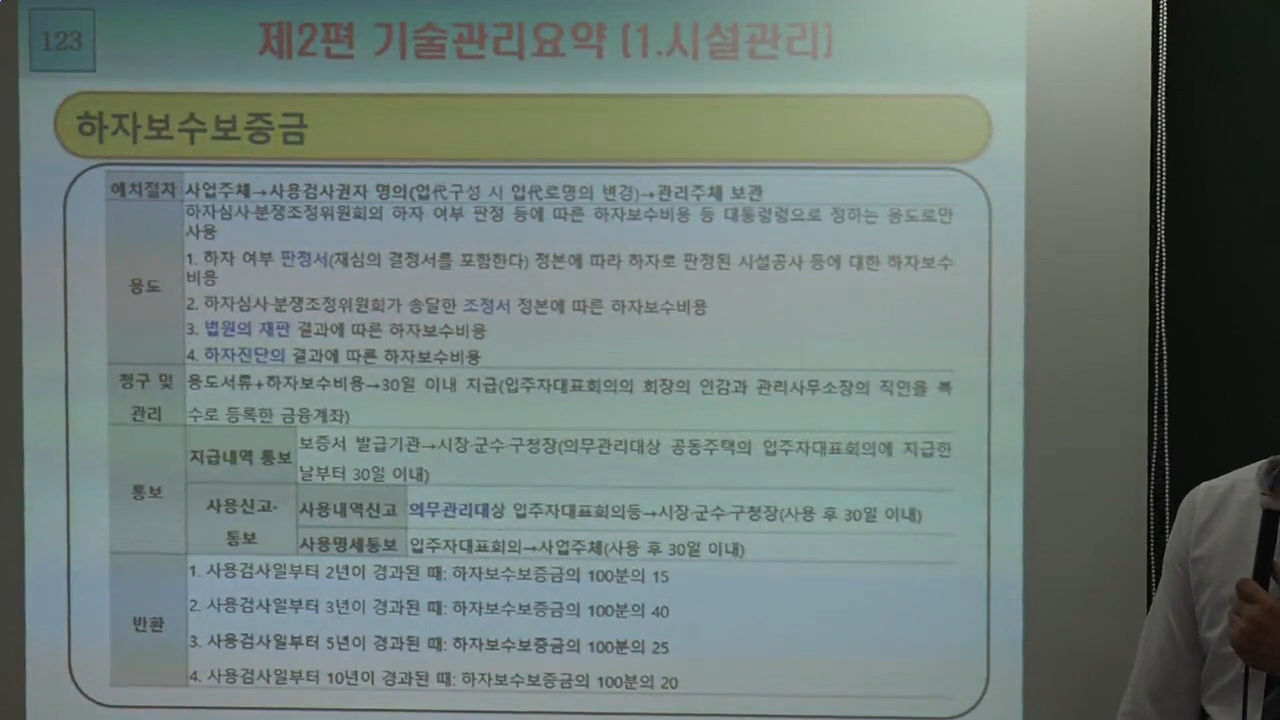 123
제2편 기술관리요약 [1.시설관리]
하자보수보증금
예치절차 사업주체→사용검사권자 명의(입代구성 시 입代로명의 변경)→관리주체 보관
하자심사·분쟁조정위원회의 하자 여부 판정 등에 따른 하자보수비용 등 대통령령으로 정하는 용도로만
사용
1. 하자 여부 판정서(재심의 결정서를 포함한다) 정본에 따라 하자로 판정된 시설공사 등에 대한 하자보수
비용
용도
2. 하자심사·분쟁조정위원회가 송달한 조정서 정본에 따른 하자보수비용
3. 법원의 재판 결과에 따른 하자보수비용
4. 하자진단의 결과에 따른 하자보수비용
청구 및 용도서류+하자보수비용→30일 이내 지급(입주자대표회의의 회장의 인감과 관리사무소장의 직인을 복
관리 수로 등록한 금융계좌)
보증서 발급기관→시장·군수·구청장(의무관리대상 공동주택의 입주자대표회의에 지급한
지급내역 통보
날부터 30일 이내)
통보
사용신고·
통보
사용내역신고 의무관리대상 입주자대표회의등→시장·군수·구청장(사용 후 30일 이내)
사용명세통보 입주자대표회의→사업주체(사용 후 30일 이내)
1. 사용검사일부터 2년이 경과된 때: 하자보수보증금의 100분의 15
2. 사용검사일부터 3년이 경과된 때: 하자보수보증금의 100분의 40
반환
3. 사용검사일부터 5년이 경과된 때: 하자보수보증금의 100분의 25
4. 사용검사일부터 10년이 경과된 때: 하자보수보증금의 100분의 20